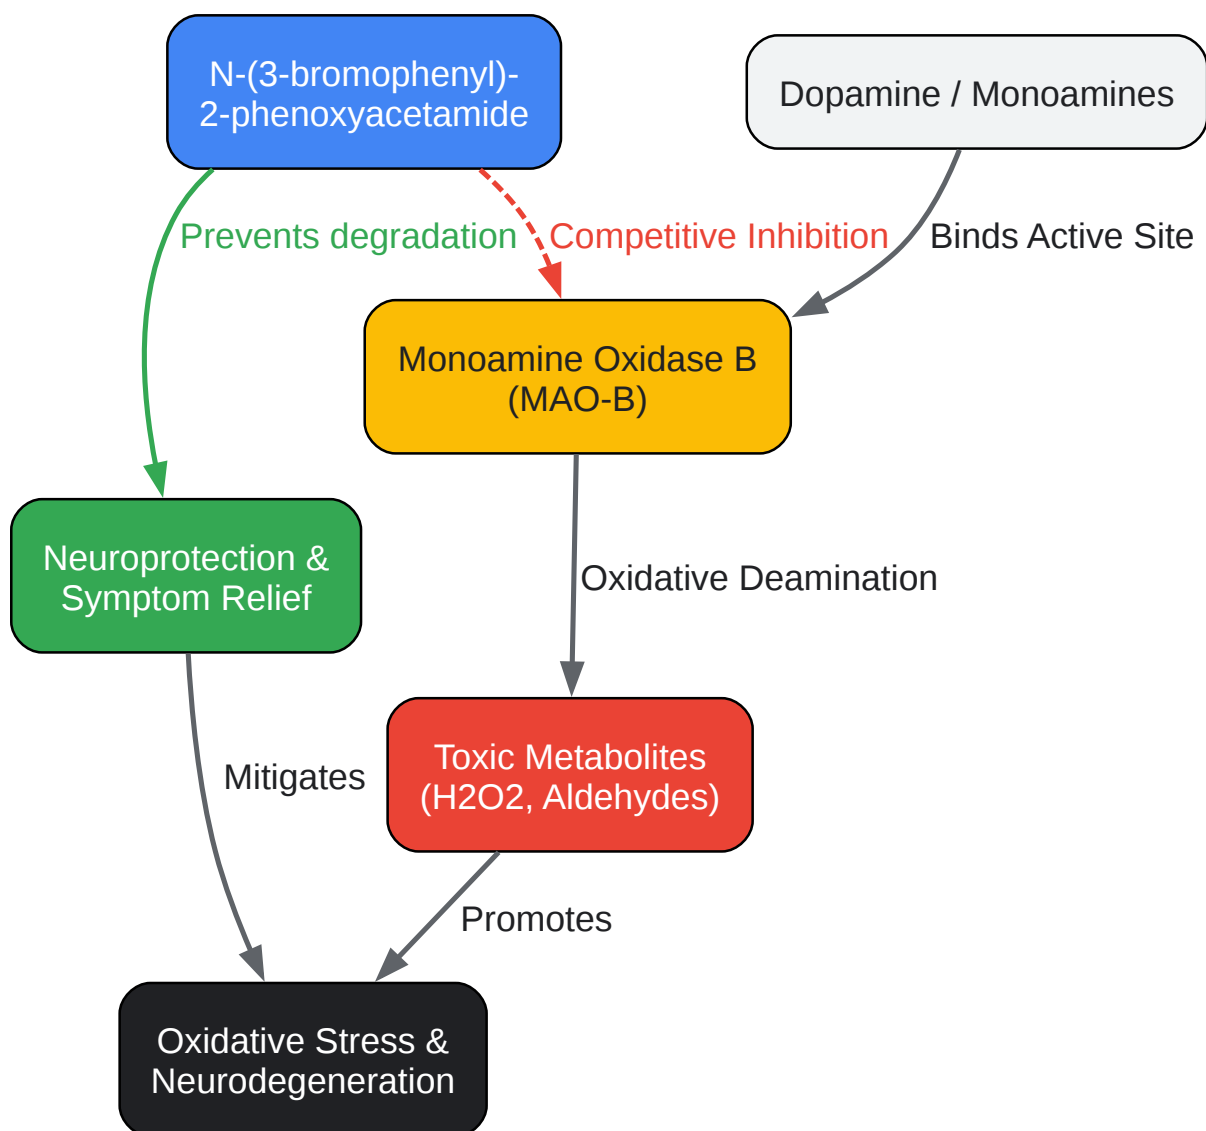 N-(3-bromophenyl)-
2-phenoxyacetamide
Dopamine / Monoamines
Prevents degradation
Competitive Inhibition
Binds Active Site
Monoamine Oxidase B
(MAO-B)
Neuroprotection &
Symptom Relief
Oxidative Deamination
Mitigates
Toxic Metabolites
(H2O2, Aldehydes)
Promotes
Oxidative Stress &
Neurodegeneration